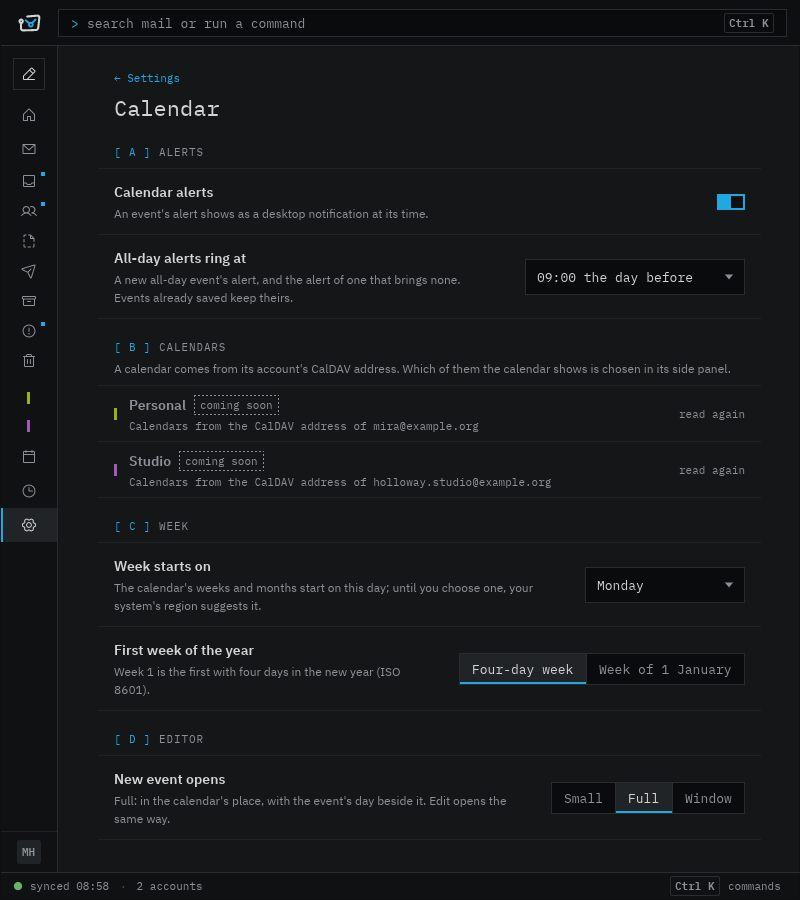 > search mail or run a command Ctrl K
← Settings
Calendar
[ A ] ALERTS
Calendar alerts
An event's alert shows as a desktop notification at its time.
All-day alerts ring at
A new all-day event's alert, and the alert of one that brings none.
Events already saved keep theirs.
09:00 the day before
[ B ] CALENDARS
A calendar comes from its account's CalDAV address. Which of them the calendar shows is chosen in its side panel.
Personal coming soon
Calendars from the CalDAV address of mira@example.org
read again
Studio coming soon
Calendars from the CalDAV address of holloway.studio@example.org
read again
[ C ] WEEK
Week starts on
The calendar's weeks and months start on this day; until you choose one, your
system's region suggests it.
Monday
First week of the year
Week 1 is the first with four days in the new year (ISO
8601).
Four-day week Week of 1 January
[ D ] EDITOR
New event opens
Full: in the calendar's place, with the event's day beside it. Edit opens the
same way.
Small Full Window
MH
synced 08:58 · 2 accounts Ctrl K commands